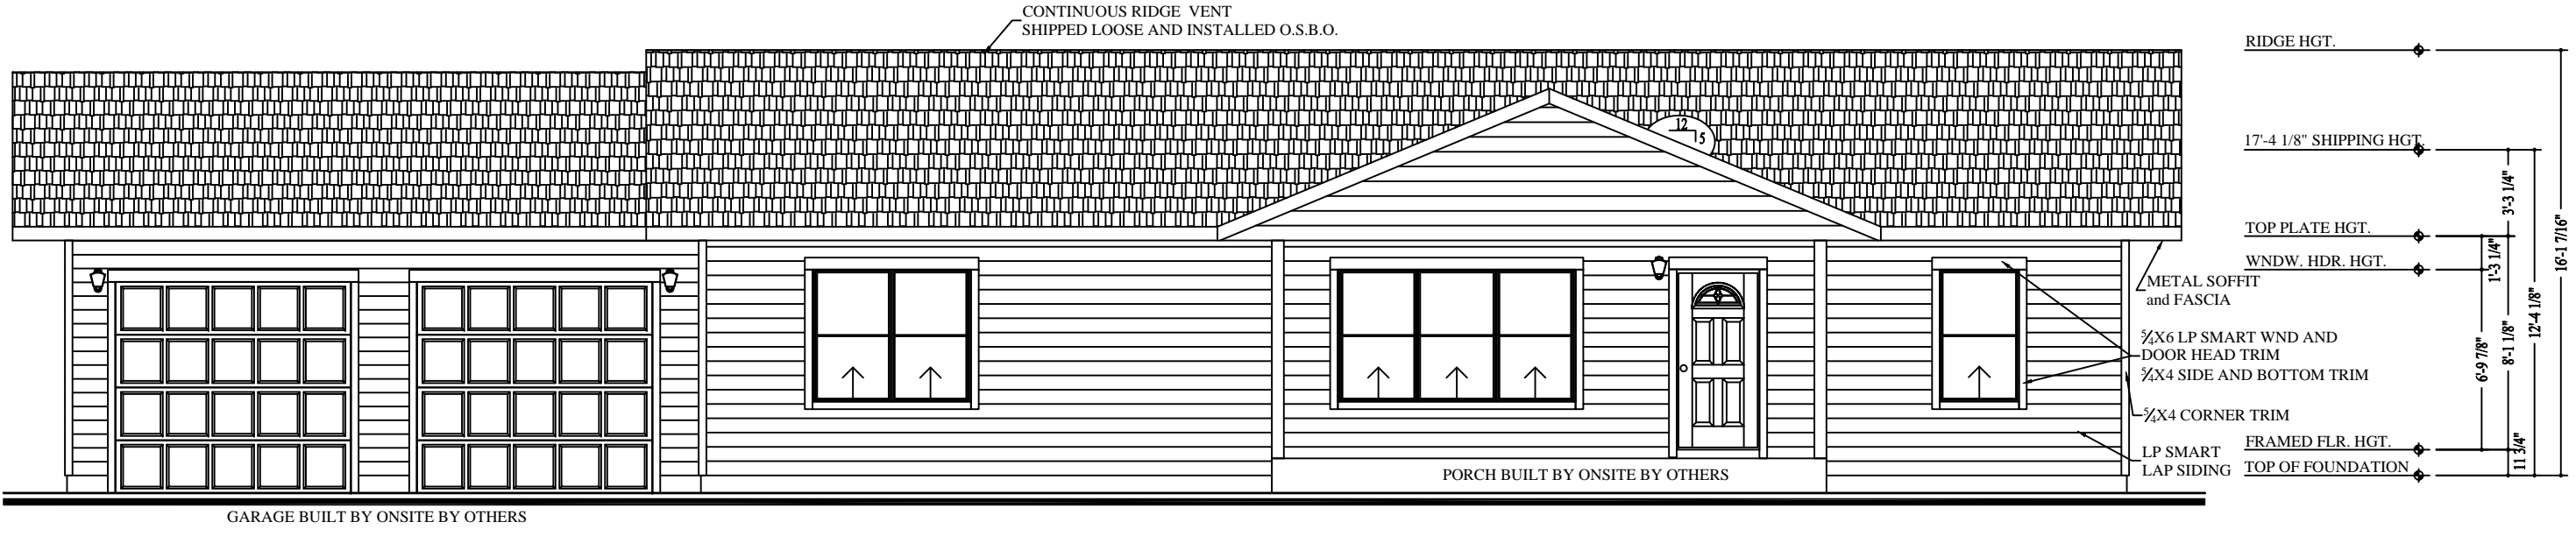 CONTINUOUS RIDGE VENT
SHIPPED LOOSE AND INSTALLED O.S.B.O.
RIDGE HGT.
12
5
17'-4 1/8" SHIPPING HGT.
TOP PLATE HGT.
WNDW. HDR. HGT.
METAL SOFFIT
and FASCIA
5/4X6 LP SMART WND AND
DOOR HEAD TRIM
5/4X4 SIDE AND BOTTOM TRIM
5/4X4 CORNER TRIM
FRAMED FLR. HGT.
LP SMART
LAP SIDING
TOP OF FOUNDATION
1'-3 1/4"
6'-9 7/8"
3'-3 1/4"
8'-1 1/8"
11 3/4"
12'-4 1/8"
16'-1 7/16"
PORCH BUILT BY ONSITE BY OTHERS
GARAGE BUILT BY ONSITE BY OTHERS